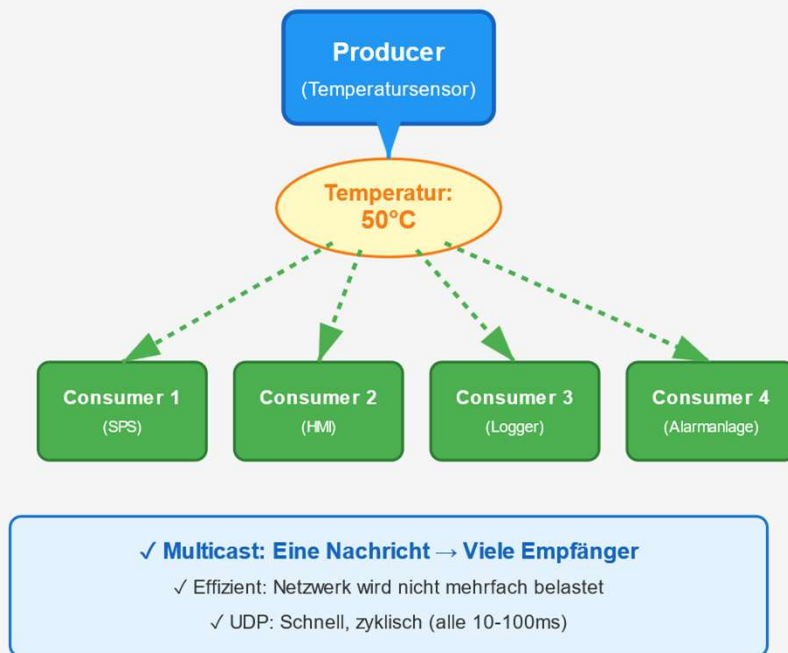 Producer
(Temperatursensor)
Temperatur:
50°C
Consumer 1
(SPS)
Consumer 2
(HMI)
Consumer 3
(Logger)
Consumer 4
(Alarmanlage)
✓ Multicast: Eine Nachricht → Viele Empfänger
✓ Effizient: Netzwerk wird nicht mehrfach belastet
✓ UDP: Schnell, zyklisch (alle 10-100ms)